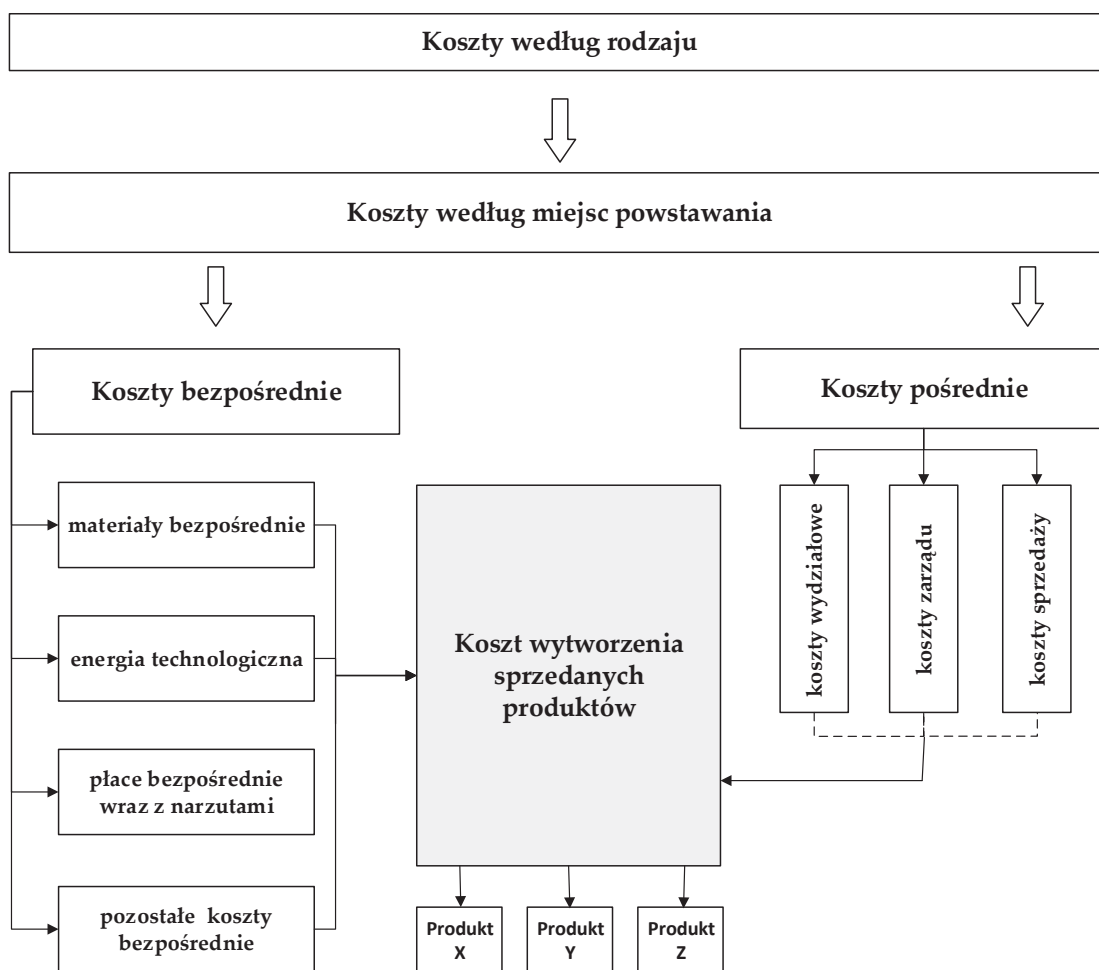 Koszty według rodzaju
Koszty według miejsc powstawania
Koszty bezpośrednie
Koszty pośrednie
materiały bezpośrednie
energia technologiczna
płace bezpośrednie
wraz z narzutami
pozostałe koszty
bezpośrednie
Koszt wytworzenia
sprzedanych
produktów
koszty wydziałowe
koszty zarządu
koszty sprzedaży
Produkt
X
Produkt
Y
Produkt
Z